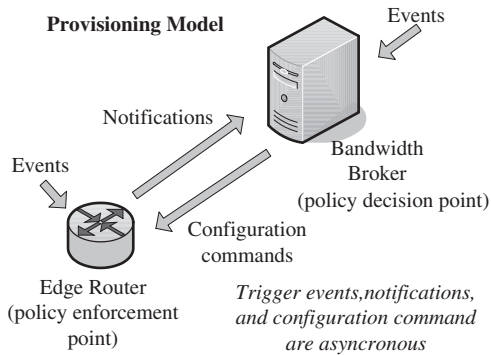 Provisioning Model
Events
Notifications
Events
Bandwidth
Broker
(policy decision point)
Configuration
commands
Edge Router
(policy enforcement
point)
Trigger events,notifications,
and configuration command
are asyncronous